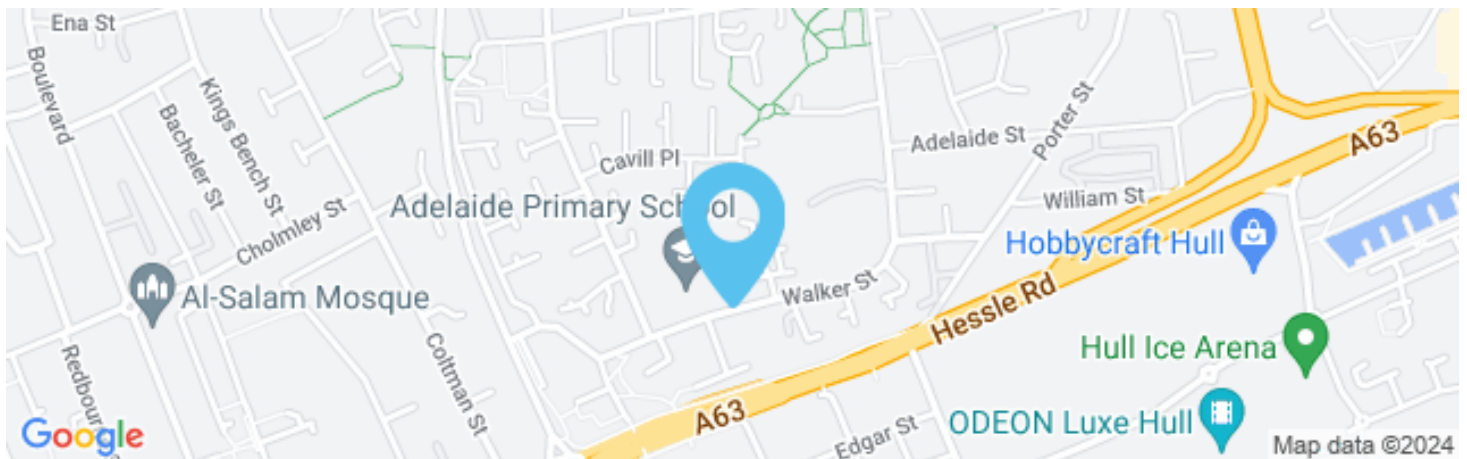 Ena St
Boulevard
Kings Bench St
Bacheler St
Cavill Pl
Adelaide St
Porter St
A63
Adelaide Primary School
William St
Cholmley St
Hobbycraft Hull
Al-Salam Mosque
Walker St
Hessle Rd
Hull Ice Arena
Coltman St
A63
Edgar St
ODEON Luxe Hull
Google
Map data ©2024